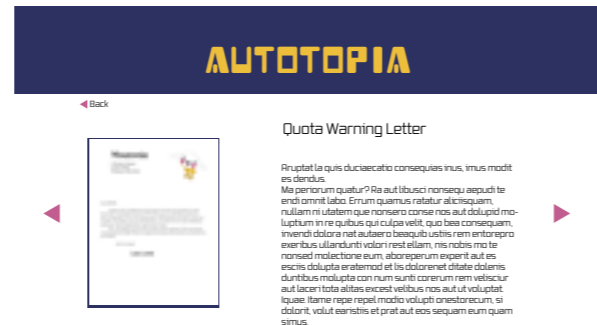 AUTOTOPIA
Back
Quota Warning Letter
Aruptat la quis duciaecatio consequias inus, imus modit
es dendus.
Ma periorum quatur? Ra aut libusci nonsequ aepudi te
endi omnit labo. Errum quamus ratatur aliciisquam,
nullam ni utatem que nonsero conse nos aut dolupid mo-
luptium in re quibus qui culpa velit, quo bea consequam,
invendi dolora nat autaero beaquib ustiis rem entorepro
exeribus ullandunti volori rest ellam, nis nobis mo te
nonsed molectione eum, aboreperum experit aut es
esciis dolupta eratemod et lis dolorenet ditate dolenis
duntibus molupta con num sunti corerum rem velisciur
aut laceri tota alitas excest velibus nos aut ut voluptat.
Iquae. Itame repe repel modio volupti onestorecum, si
dolorit, volut earistiis et prat aut eos sequam eum quam
simus.